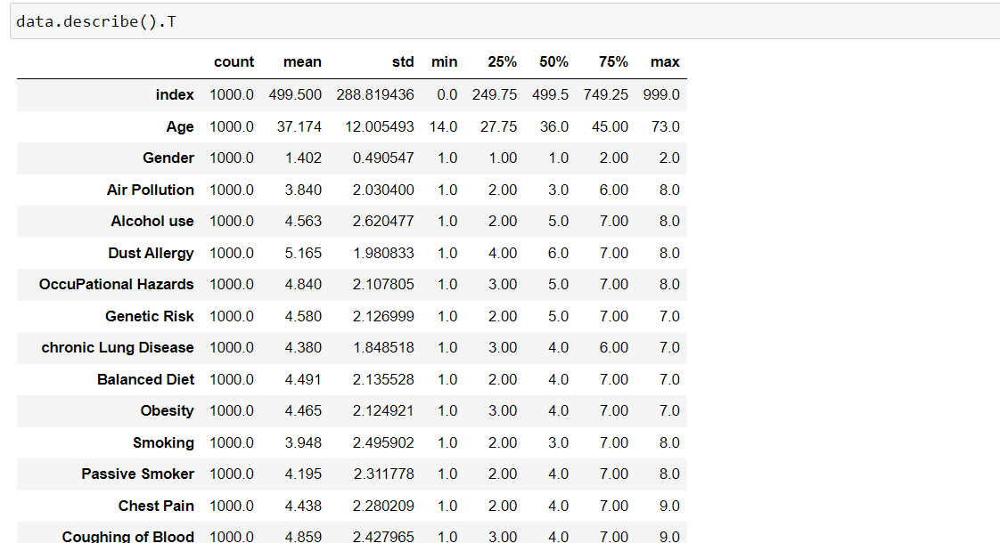 data.describe().T
count mean std min 25% 50% 75% max
index 1000.0 499.500 288.819436 0.0 249.75 499.5 749.25 999.0
Age 1000.0 37.174 12.005493 14.0 27.75 36.0 45.00 73.0
Gender 1000.0 1.402 0.490547 1.0 1.00 1.0 2.00 2.0
Air Pollution 1000.0 3.840 2.030400 1.0 2.00 3.0 6.00 8.0
Alcohol use 1000.0 4.563 2.620477 1.0 2.00 5.0 7.00 8.0
Dust Allergy 1000.0 5.165 1.980833 1.0 4.00 6.0 7.00 8.0
OccuPational Hazards 1000.0 4.840 2.107805 1.0 3.00 5.0 7.00 8.0
Genetic Risk 1000.0 4.580 2.126999 1.0 2.00 5.0 7.00 7.0
chronic Lung Disease 1000.0 4.380 1.848518 1.0 3.00 4.0 6.00 7.0
Balanced Diet 1000.0 4.491 2.135528 1.0 2.00 4.0 7.00 7.0
Obesity 1000.0 4.465 2.124921 1.0 3.00 4.0 7.00 7.0
Smoking 1000.0 3.948 2.495902 1.0 2.00 3.0 7.00 8.0
Passive Smoker 1000.0 4.195 2.311778 1.0 2.00 4.0 7.00 8.0
Chest Pain 1000.0 4.438 2.280209 1.0 2.00 4.0 7.00 9.0
Coughing of Blood 1000.0 4.859 2.427965 1.0 3.00 4.0 7.00 9.0